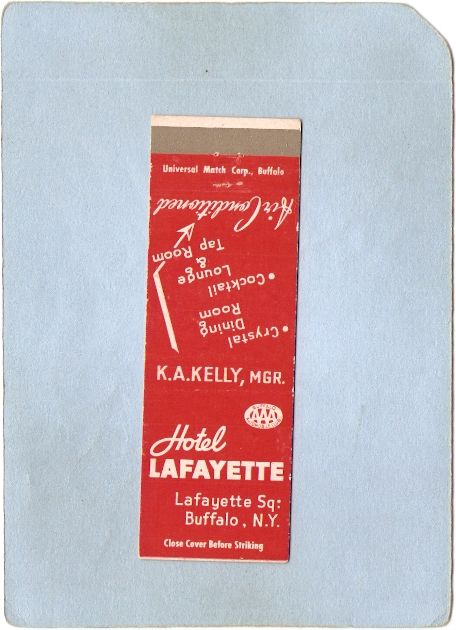 Universal Match Corp., Buffalo
Air Conditioned
• Crystal
Dining
Room
• Cocktail
Lounge
&
Tap Room
K.A.KELLY, MGR.
AAA
Hotel
LAFAYETTE
Lafayette Sq:
Buffalo, N.Y.
Close Cover Before Striking